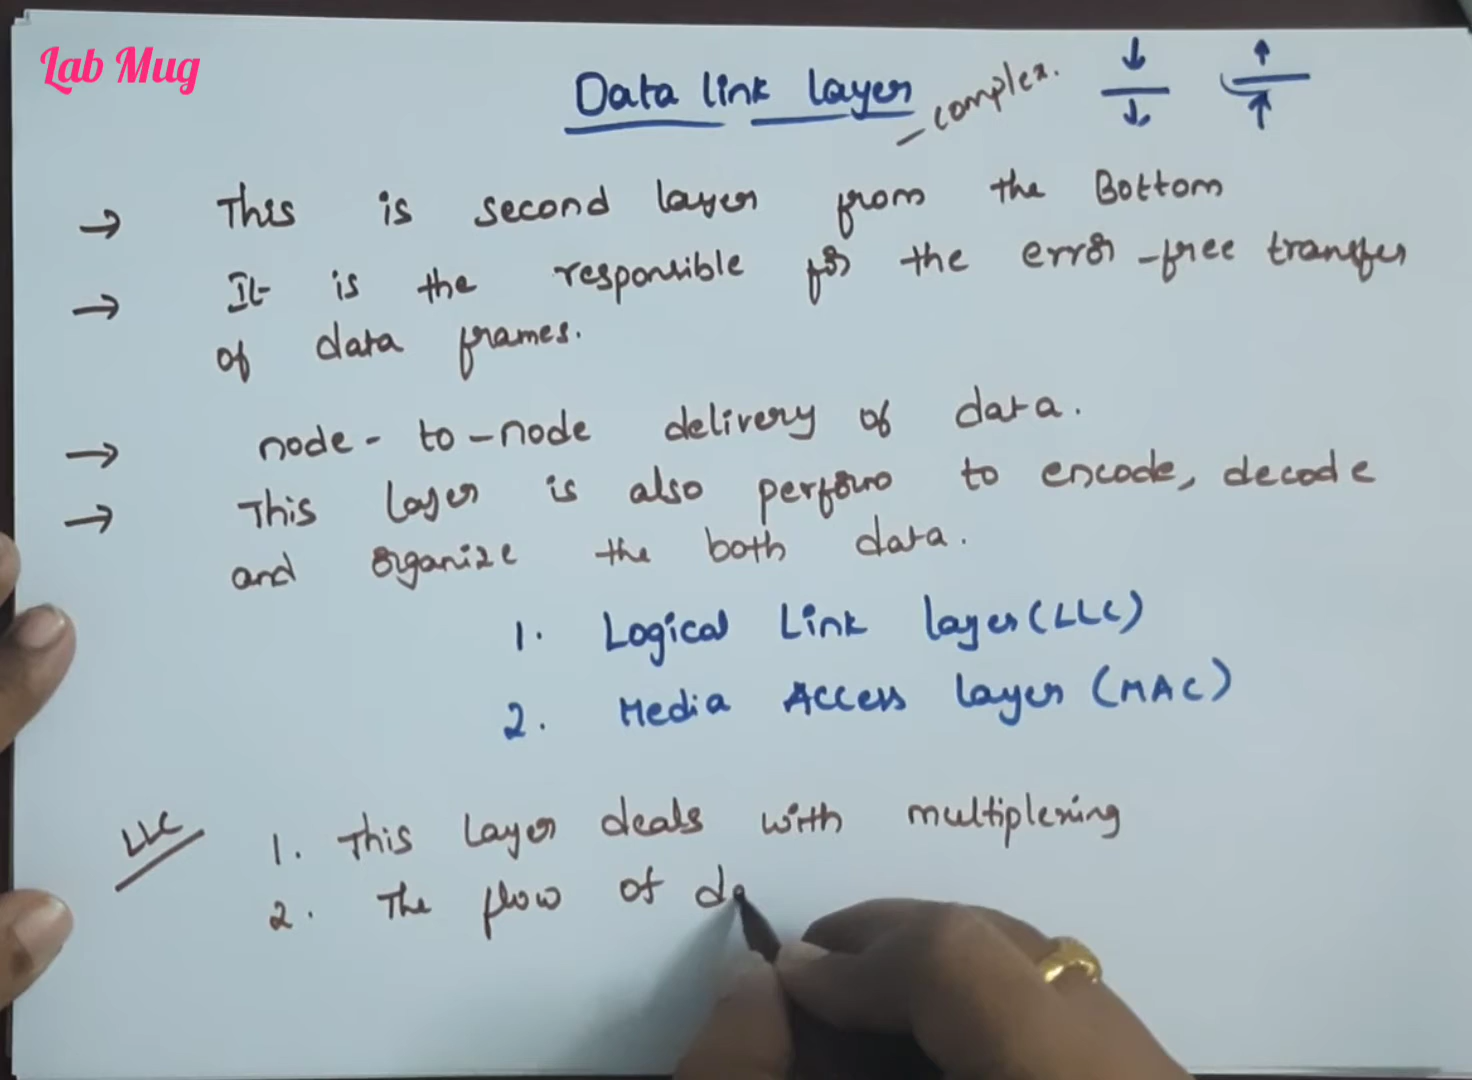 Lab Mug
Data link layer - complex.
→ This is second layer from the Bottom
→ It is the responsible for the error-free transfer
of data frames.
→ node-to-node delivery of data.
→ This layer is also perform to encode, decode
and organize the both data.
1. Logical Link layer (LLC)
2. Media Access layer (MAC)
LLC
1. This layer deals with multiplexing
2. The flow of da